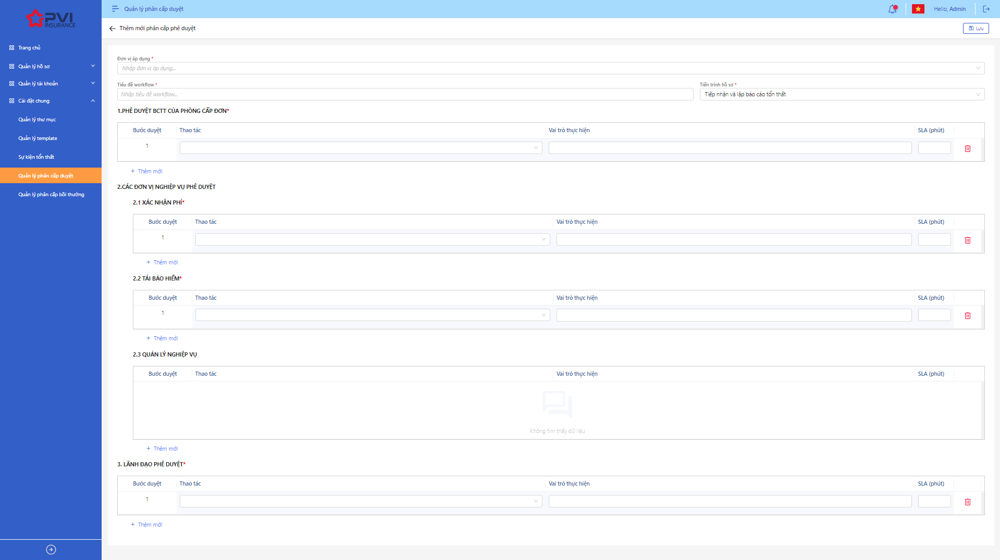 PVI
INSURANCE
Trang chủ
Quản lý hồ sơ
Quản lý tài khoản
Cài đặt chung
Quản lý thư mục
Quản lý template
Sự kiện tổn thất
Quản lý phân cấp duyệt
Quản lý phân cấp bồi thường
Quản lý phân cấp duyệt
Hello, Admin
Thêm mới phân cấp phê duyệt
Lưu
Đơn vị áp dụng *
Nhập đơn vị áp dụng...
Tiêu đề workflow *
Tiến trình hồ sơ *
Nhập tiêu đề workflow...
Tiếp nhận và lập báo cáo tổn thất
1.PHÊ DUYỆT BCTT CỦA PHÒNG CẤP ĐƠN*
Bước duyệt Thao tác Vai trò thực hiện SLA (phút)
1
+ Thêm mới
2.CÁC ĐƠN VỊ NGHIỆP VỤ PHÊ DUYỆT
2.1 XÁC NHẬN PHÍ*
Bước duyệt Thao tác Vai trò thực hiện SLA (phút)
1
+ Thêm mới
2.2 TÁI BẢO HIỂM*
Bước duyệt Thao tác Vai trò thực hiện SLA (phút)
1
+ Thêm mới
2.3 QUẢN LÝ NGHIỆP VỤ
Bước duyệt Thao tác Vai trò thực hiện SLA (phút)
Không tìm thấy dữ liệu
+ Thêm mới
3. LÃNH ĐẠO PHÊ DUYỆT*
Bước duyệt Thao tác Vai trò thực hiện SLA (phút)
1
+ Thêm mới